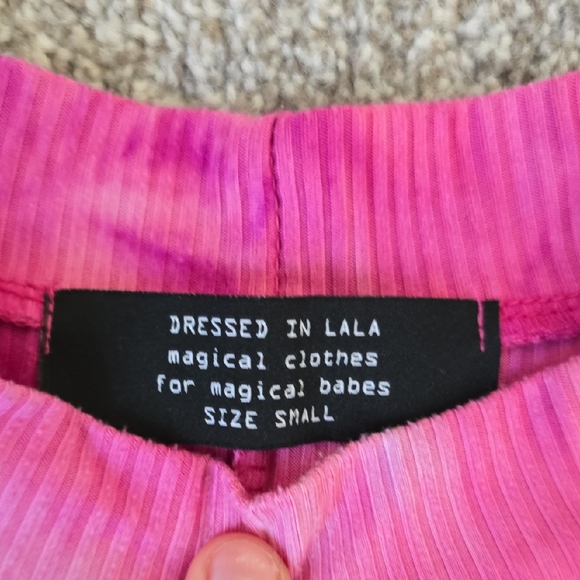 DRESSED IN LALA
magical clothes
for magical babes
SIZE SMALL